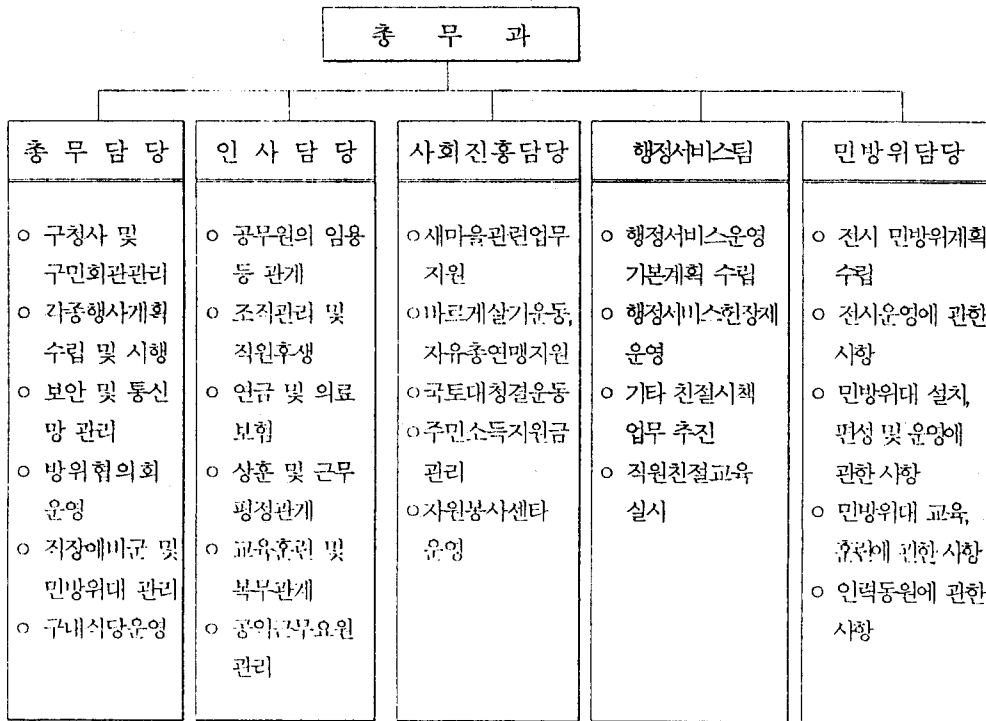 총 무 과
총 무 담 당
○ 구청사 및
구민회관관리
○ 각종행사계획
수립 및 시행
○ 보안 및 통신
망 관리
○ 방위협의회
운영
○ 직장예비군 및
민방위대 관리
○ 구내식당운영
인 사 담 당
○ 공무원의 임용
등 관계
○ 조직관리 및
직원후생
○ 연금 및 의료
보험
○ 상훈 및 근무
평정관계
○ 교육훈련 및
복무관계
○ 공익근무요원
관리
사회진흥담당
○ 새마을관련업무
지원
○ 바르게살기운동,
자유총연맹지원
○ 국토대청결운동
○ 주민소득지원금
관리
○ 자원봉사센타
운영
행정서비스팀
○ 행정서비스운영
기본계획 수립
○ 행정서비스헌장제
운영
○ 기타 친절시책
업무 추진
○ 직원친절교육
실시
민방위담당
○ 전시 민방위계획
수립
○ 전시운영에 관한
사항
○ 민방위대 설치,
편성 및 운영에
관한 사항
○ 민방위대 교육,
훈련에 관한 사항
○ 인력동원에 관한
사항